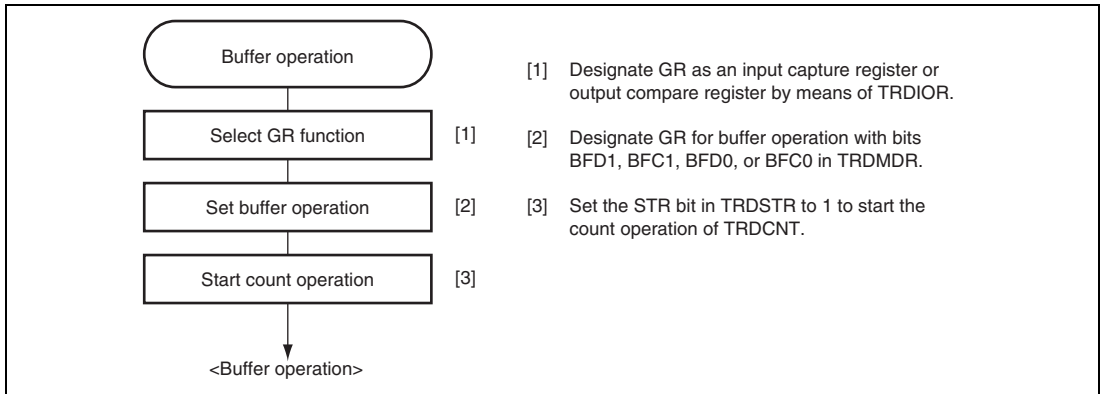 Buffer operation
Select GR function
[1]
Set buffer operation
[2]
Start count operation
[3]
<Buffer operation>
[1] Designate GR as an input capture register or
output compare register by means of TRDIOR.
[2] Designate GR for buffer operation with bits
BFD1, BFC1, BFD0, or BFC0 in TRDMDR.
[3] Set the STR bit in TRDSTR to 1 to start the
count operation of TRDCNT.